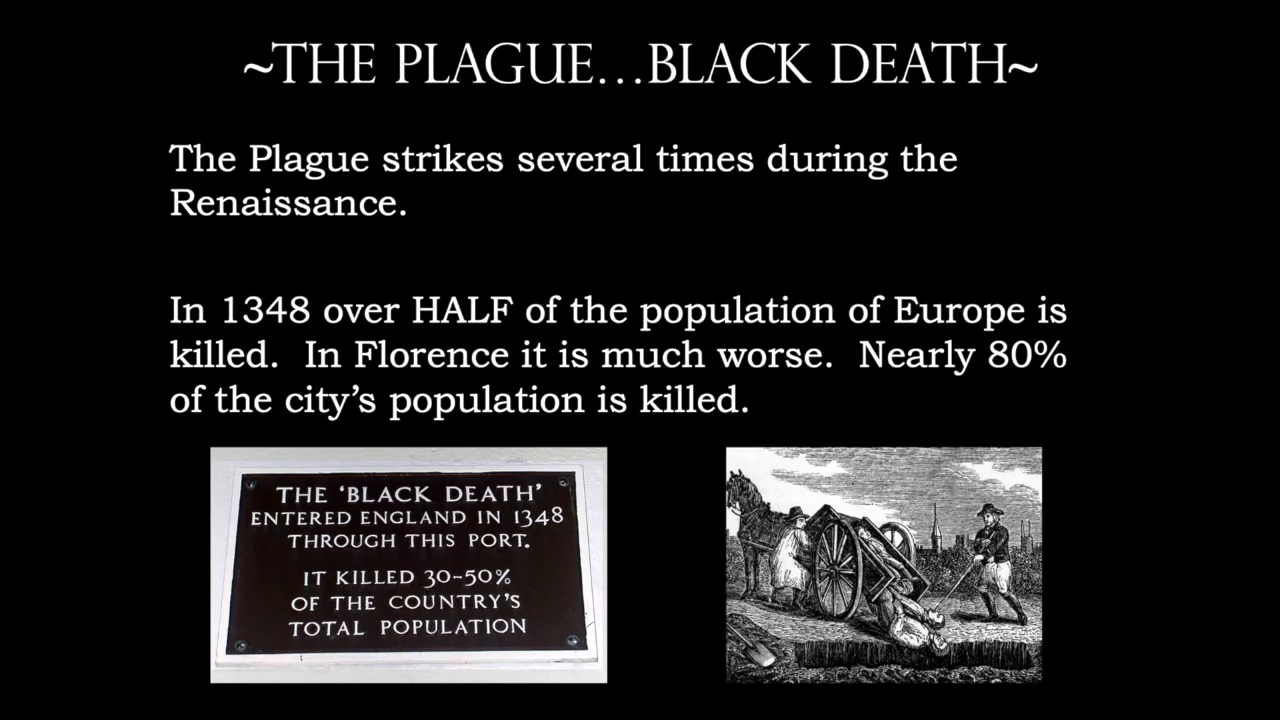 ~THE PLAGUE...BLACK DEATH~
The Plague strikes several times during the
Renaissance.
In 1348 over HALF of the population of Europe is
killed.  In Florence it is much worse.  Nearly 80%
of the city’s population is killed.
THE ‘BLACK DEATH’
ENTERED ENGLAND IN 1348
THROUGH THIS PORT.
IT KILLED 30-50%
OF THE COUNTRY’S
TOTAL POPULATION